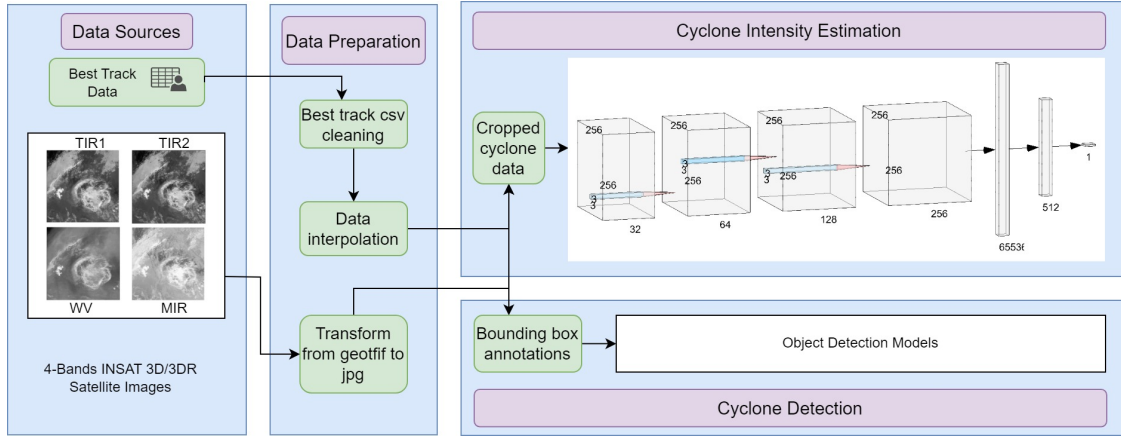 Data Sources
Best Track
Data
TIR1 TIR2
WV MIR
4-Bands INSAT 3D/3DR
Satellite Images
Data Preparation
Best track csv
cleaning
Data
interpolation
Transform
from geotfif to
jpg
Cyclone Intensity Estimation
Cropped
cyclone
data
256
256
3
3
32
256
256
3
3
64
256
256
3
3
128
256
256
256
65536
512
1
Bounding box
annotations
Object Detection Models
Cyclone Detection